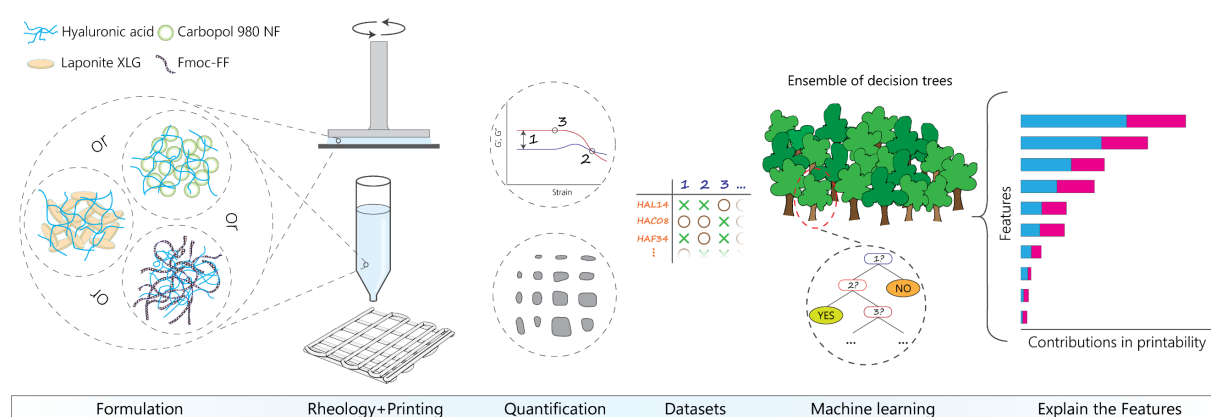 Hyaluronic acid
Carbopol 980 NF
Laponite XLG
Fmoc-FF
or
or
or
G', G"
1
3
2
Strain
1 2 3 ...
HAL14
HAC08
HAF34
Ensemble of decision trees
1?
2?
NO
YES
3?
...
...
Features
Contributions in printability
Formulation
Rheology+Printing
Quantification
Datasets
Machine learning
Explain the Features